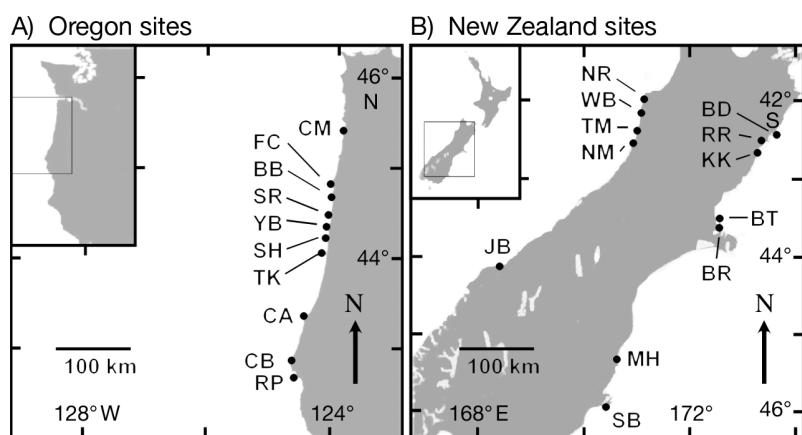 A) Oregon sites
46°
N
CM
FC
BB
SR
YB
SH
TK
44°
CA
N
100 km
CB
RP
128° W
124°
B) New Zealand sites
NR
WB
TM
NM
42°
S
BD
RR
KK
BT
BR
JB
44°
N
100 km
MH
SB
168° E
172°
46°